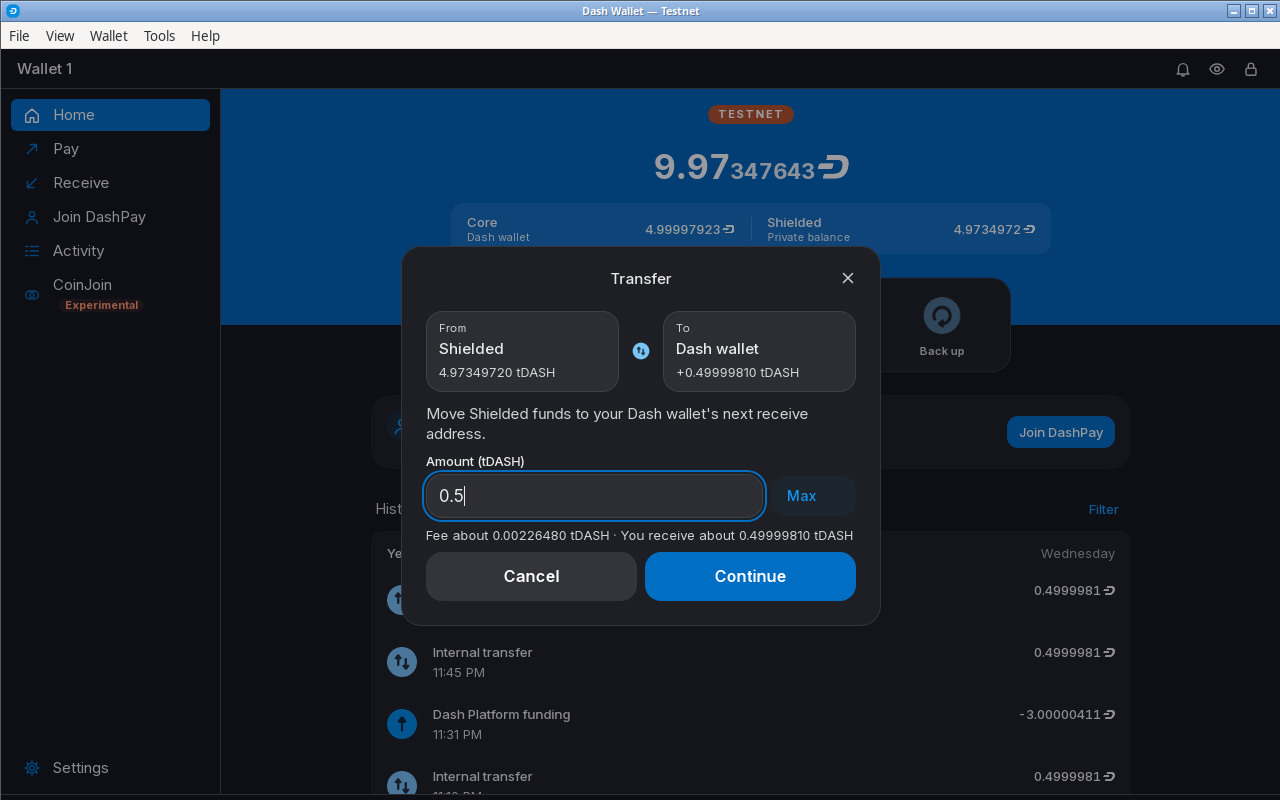 Dash Wallet — Testnet
File View Wallet Tools Help
Wallet 1
Home
Pay
Receive
Join DashPay
Activity
CoinJoin
Experimental
Settings
TESTNET
9.97347643
Core
Dash wallet
4.99997923
Shielded
Private balance
4.9734972
Back up
Join DashPay
Filter
Wednesday
0.4999981
Internal transfer
11:45 PM
0.4999981
Dash Platform funding
11:31 PM
-3.00000411
Internal transfer
0.4999981
Transfer
From
Shielded
4.97349720 tDASH
To
Dash wallet
+0.49999810 tDASH
Move Shielded funds to your Dash wallet's next receive
address.
Amount (tDASH)
0.5
Max
Fee about 0.00226480 tDASH · You receive about 0.49999810 tDASH
Cancel
Continue